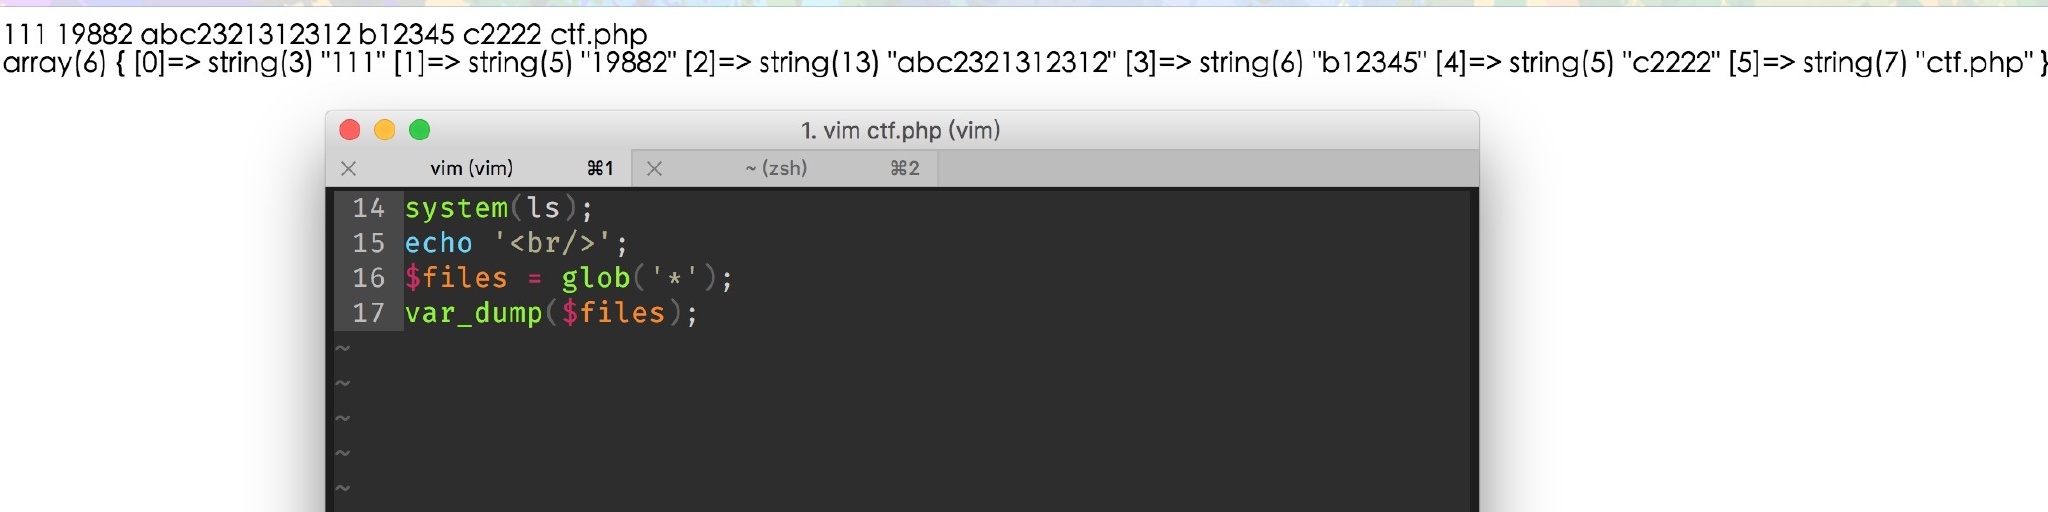 111 19882 abc2321312312 b12345 c2222 ctf.php
array(6) { [0]=> string(3) "111" [1]=> string(5) "19882" [2]=> string(13) "abc2321312312" [3]=> string(6) "b12345" [4]=> string(5) "c2222" [5]=> string(7) "ctf.php" }
1. vim ctf.php (vim)
vim (vim) ⌘1 ~ (zsh) ⌘2
14 system(ls);
15 echo '<br/>';
16 $files = glob('*');
17 var_dump($files);
~
~
~
~
~